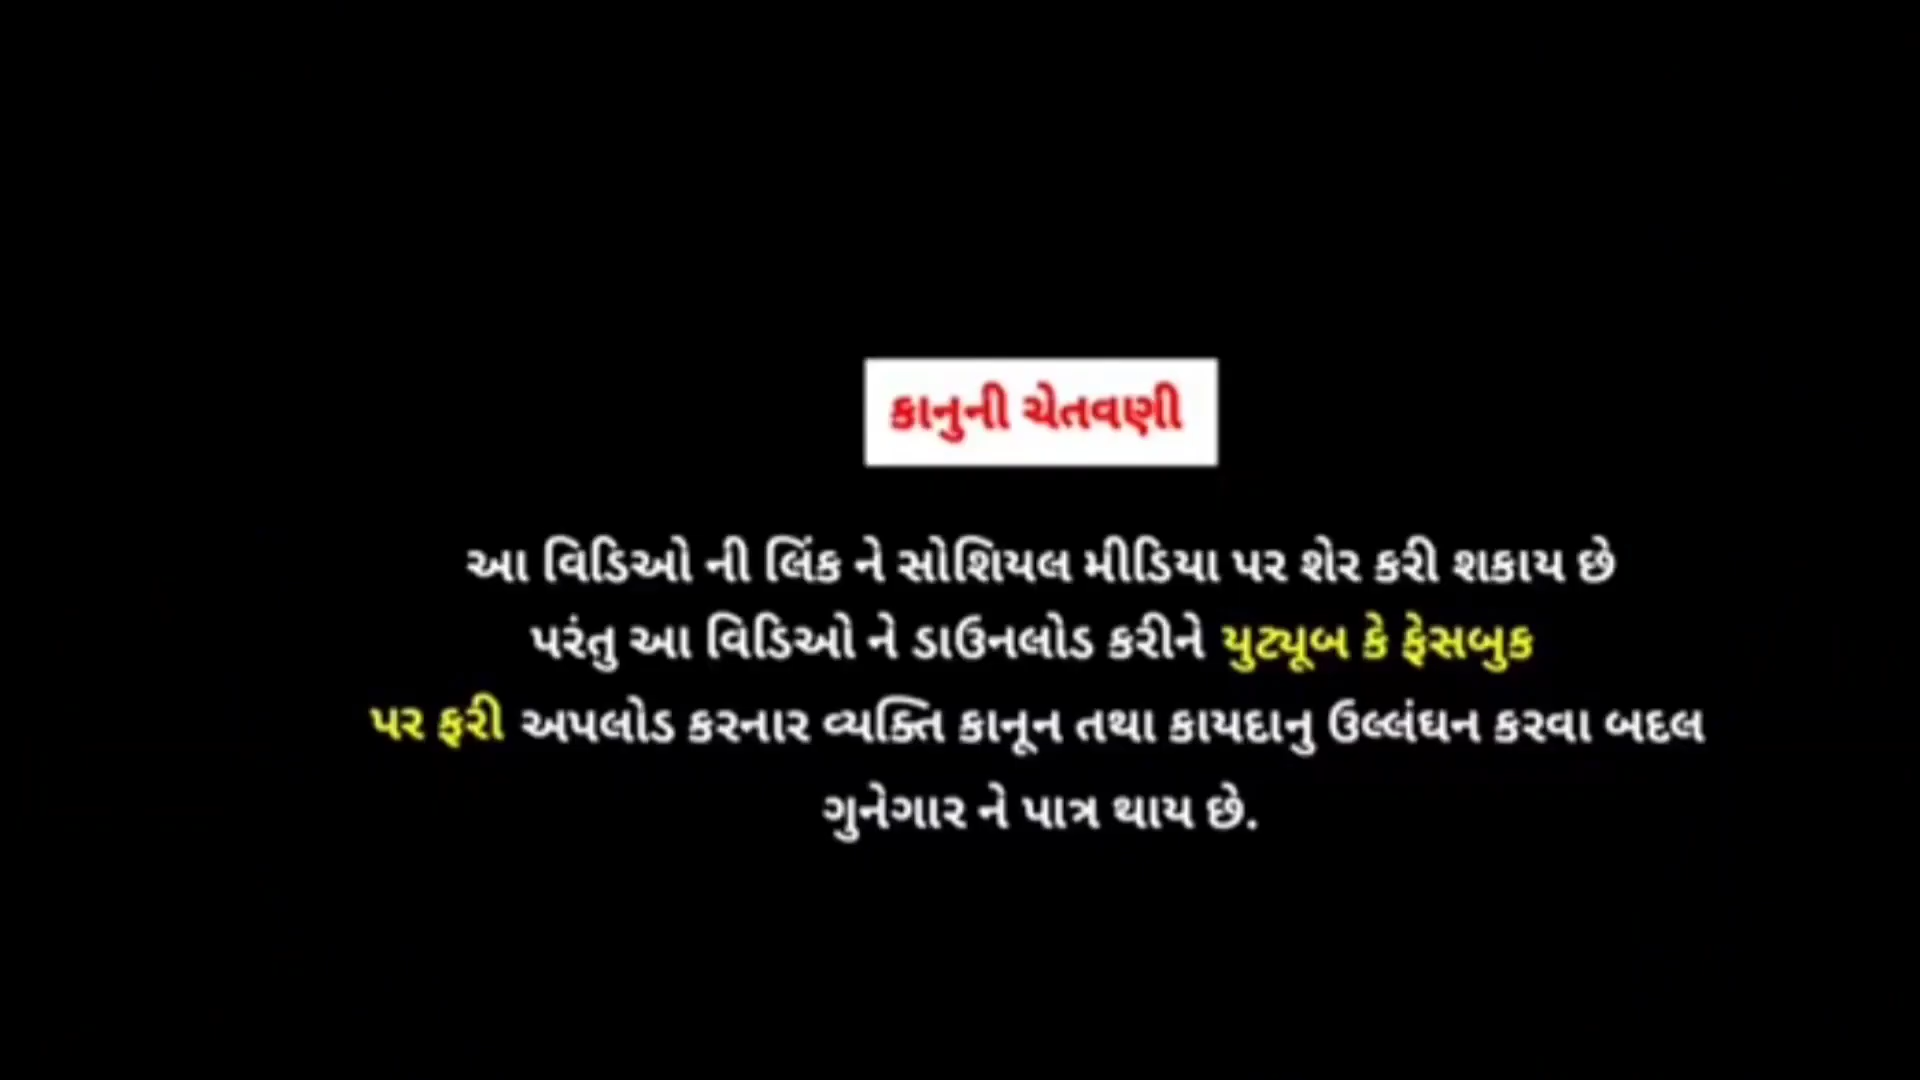 કાનુની ચેતવણી
આ વિડિઓ ની લિંક ને સોશિયલ મીડિયા પર શેર કરી શકાય છે
પરંતુ આ વિડિઓ ને ડાઉનલોડ કરીને યુટ્યૂબ કે ફેસબુક
પર ફરી અપલોડ કરનાર વ્યક્તિ કાનૂન તથા કાયદાનુ ઉલ્લંઘન કરવા બદલ
ગુનેગાર ને પાત્ર થાય છે.